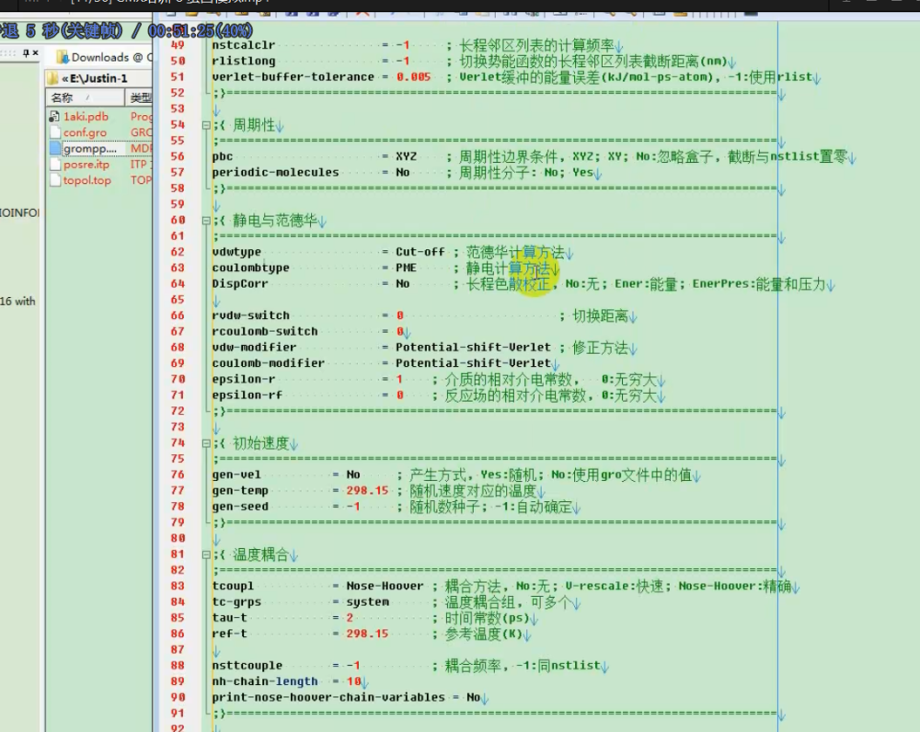 退 5 秒(关键帧) / 00:51:25(40%)
Downloads @ C
« E:\Justin-1
名称 类型
1aki.pdb Prog
conf.gro GRO
grompp.... MDP
posre.itp ITP
topol.top TOP
IOINFO
16 with
49 nstcalclr = -1 ; 长程邻区列表的计算频率
50 rlistlong = -1 ; 切换势能函数的长程邻区列表截断距离(nm)
51 verlet-buffer-tolerance = 0.005 ; Verlet缓冲的能量误差(kJ/mol-ps-atom), -1:使用rlist
52 ;}==============================================================
53
54 ;{ 周期性
55 ;===============================================================
56 pbc = XYZ ; 周期性边界条件, XYZ; XY; No:忽略盒子, 截断与nstlist置零
57 periodic-molecules = No ; 周期性分子: No; Yes
58 ;}==============================================================
59
60 ;{ 静电与范德华
61 ;===============================================================
62 vdwtype = Cut-off ; 范德华计算方法
63 coulombtype = PME ; 静电计算方法
64 DispCorr = No ; 长程色散校正, No:无; Ener:能量; EnerPres:能量和压力
65
66 rvdw-switch = 0 ; 切换距离
67 rcoulomb-switch = 0
68 vdw-modifier = Potential-shift-Verlet ; 修正方法
69 coulomb-modifier = Potential-shift-Verlet
70 epsilon-r = 1 ; 介质的相对介电常数, 0:无穷大
71 epsilon-rf = 0 ; 反应场的相对介电常数, 0:无穷大
72 ;}==============================================================
73
74 ;{ 初始速度
75 ;===============================================================
76 gen-vel = No ; 产生方式, Yes:随机; No:使用gro文件中的值
77 gen-temp = 298.15 ; 随机速度对应的温度
78 gen-seed = -1 ; 随机数种子; -1:自动确定
79 ;}==============================================================
80
81 ;{ 温度耦合
82 ;===============================================================
83 tcoupl = Nose-Hoover ; 耦合方法, No:无; V-rescale:快速; Nose-Hoover:精确
84 tc-grps = system ; 温度耦合组, 可多个
85 tau-t = 2 ; 时间常数(ps)
86 ref-t = 298.15 ; 参考温度(K)
87
88 nsttcouple = -1 ; 耦合频率, -1:同nstlist
89 nh-chain-length = 10
90 print-nose-hoover-chain-variables = No
91 ;}==============================================================
92